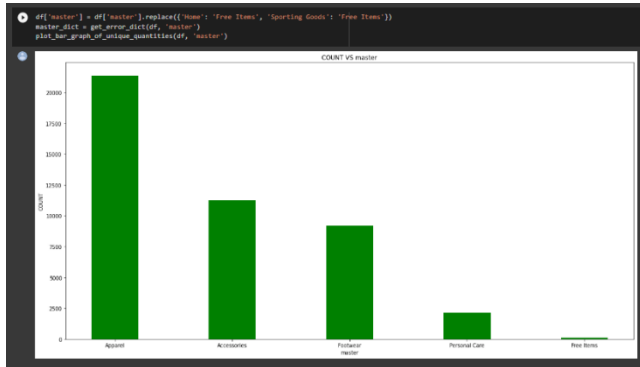 df['master'] = df['master'].replace({'Home': 'Free Items', 'Sporting Goods': 'Free Items'})
master_dict = get_error_dict(df, 'master')
plot_bar_graph_of_unique_quantities(df, 'master')
COUNT VS master
20000
17500
15000
12500
10000
7500
5000
2500
0
COUNT
Apparel Accessories Footwear Personal Care Free Items
master